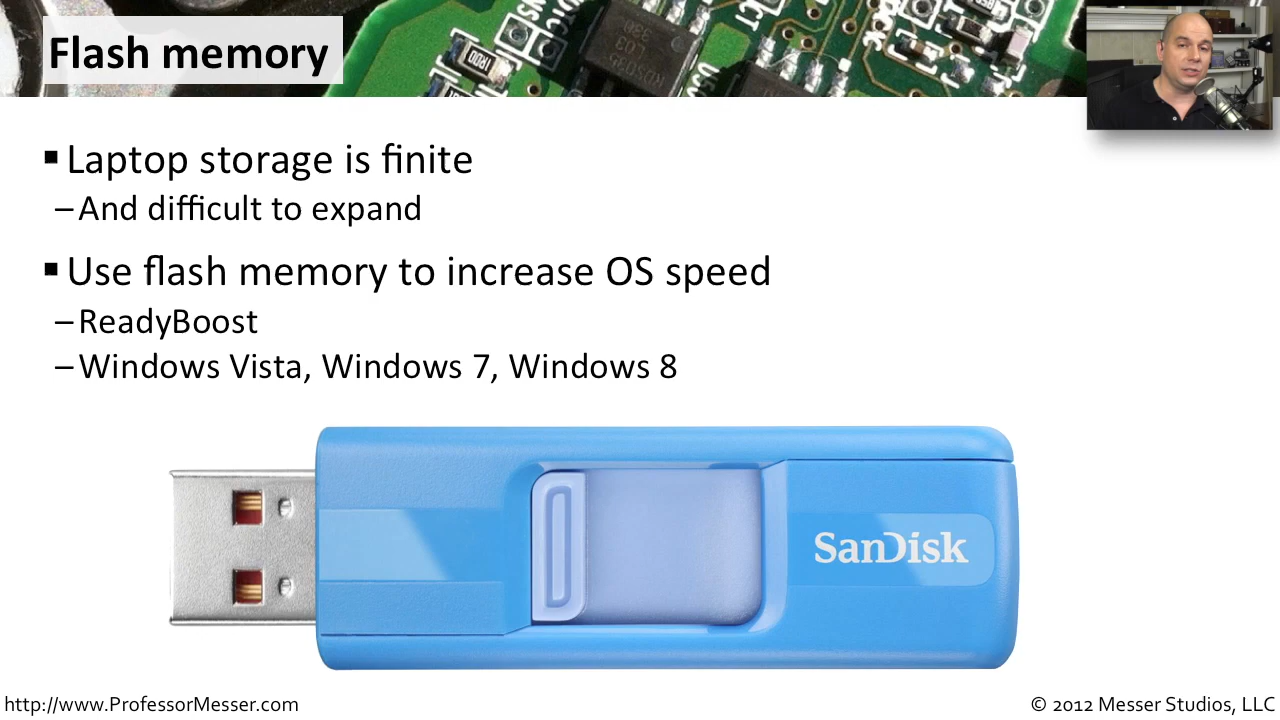 Flash memory
▪ Laptop storage is finite
– And difficult to expand
▪ Use flash memory to increase OS speed
– ReadyBoost
– Windows Vista, Windows 7, Windows 8
SanDisk
http://www.ProfessorMesser.com
© 2012 Messer Studios, LLC